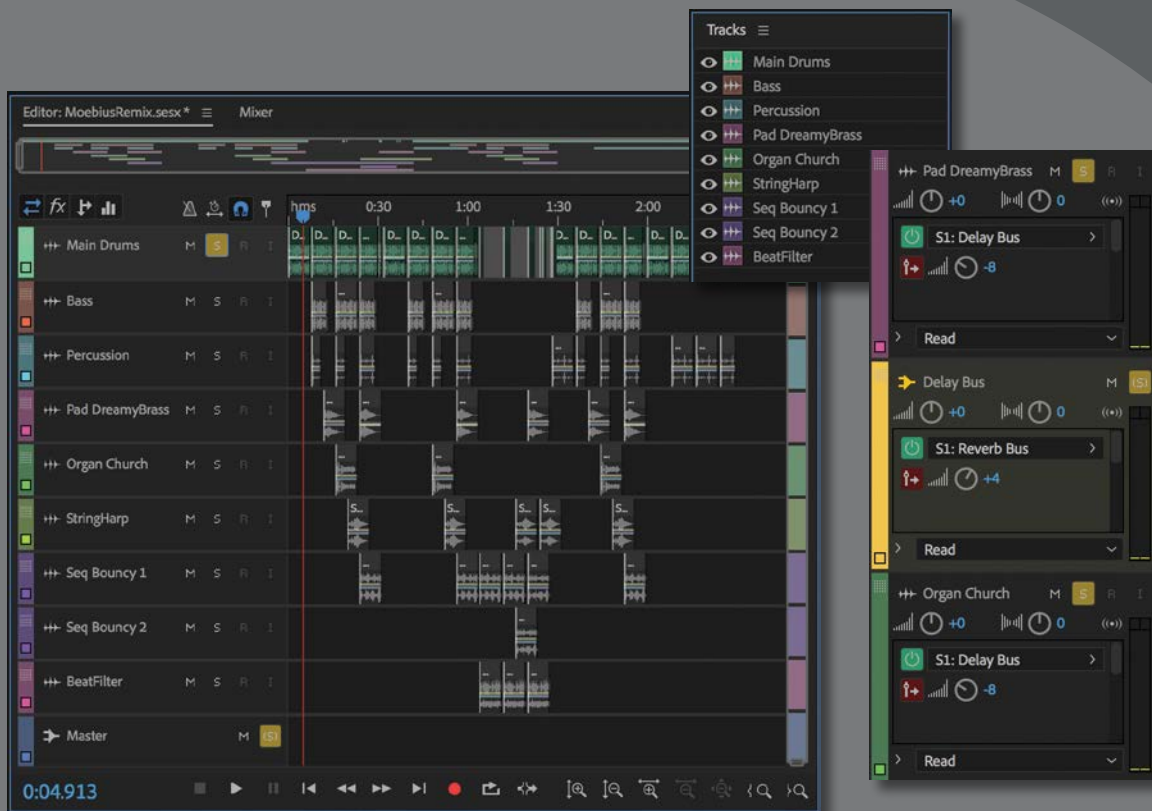 Editor: MoebiusRemix.sesx* Mixer
fx
hms 0:30 1:00 1:30 2:00
Main Drums M S R I
D... D... D... ... D... D... D... ... D... D... D... ... D... D...
Bass M S R I
Percussion M S R I
Pad DreamyBrass M S R I
Organ Church M S R I
StringHarp M S R I
S... S... S... S... S...
Seq Bouncy 1 M S R I
Seq Bouncy 2 M S R I
BeatFilter M S R I
Master M (S)
0:04.913
Tracks
Main Drums
Bass
Percussion
Pad DreamyBrass
Organ Church
StringHarp
Seq Bouncy 1
Seq Bouncy 2
BeatFilter
Pad DreamyBrass M S R I
+0 0
S1: Delay Bus
-8
Read
Delay Bus M (S)
+0 0
S1: Reverb Bus
+4
Read
Organ Church M S R I
+0 0
S1: Delay Bus
-8
Read